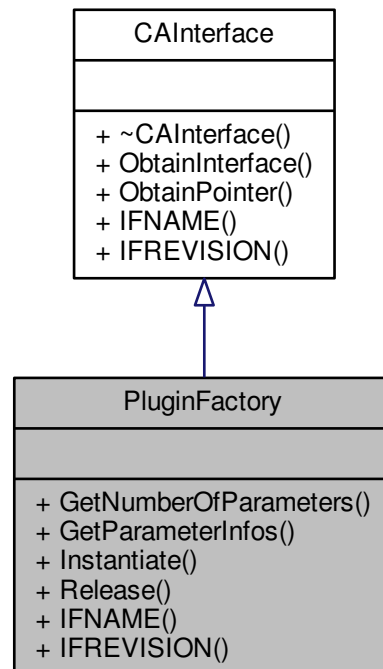 CAInterface
+ ~CAInterface()
+ ObtainInterface()
+ ObtainPointer()
+ IFNAME()
+ IFREVISION()
PluginFactory
+ GetNumberOfParameters()
+ GetParameterInfos()
+ Instantiate()
+ Release()
+ IFNAME()
+ IFREVISION()